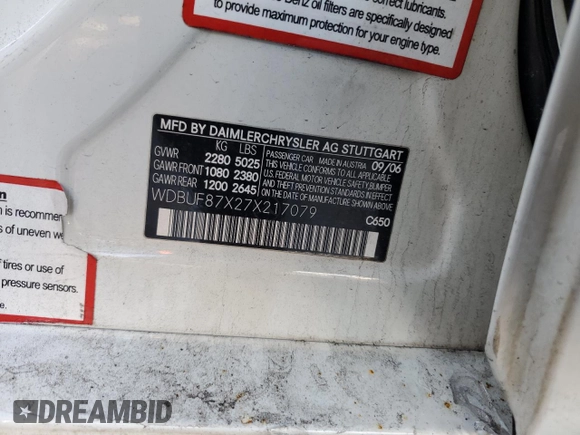 correct lubricants.
Benz oil filters are specifically designed
to provide maximum protection for your
engine type.
MFD BY DAIMLERCHRYSLER AG STUTTGART
KG LBS
GVWR 2280 5025
GAWR FRONT 1080 2380
GAWR REAR 1200 2645
PASSENGER CAR MADE IN AUSTRIA 09/06
THIS VEHICLE CONFORMS TO ALL APPLICABLE
U.S. FEDERAL MOTOR VEHICLE SAFETY,BUMPER
AND THEFT PREVENTION STANDARDS IN EFFECT
ON THE DATE OF MANUFACTURE SHOWN ABOVE.
WDBUF87X27X217079
C650
is recommen
s of uneven w
f tires or use of
pressure sensors.
e.
DREAMBID